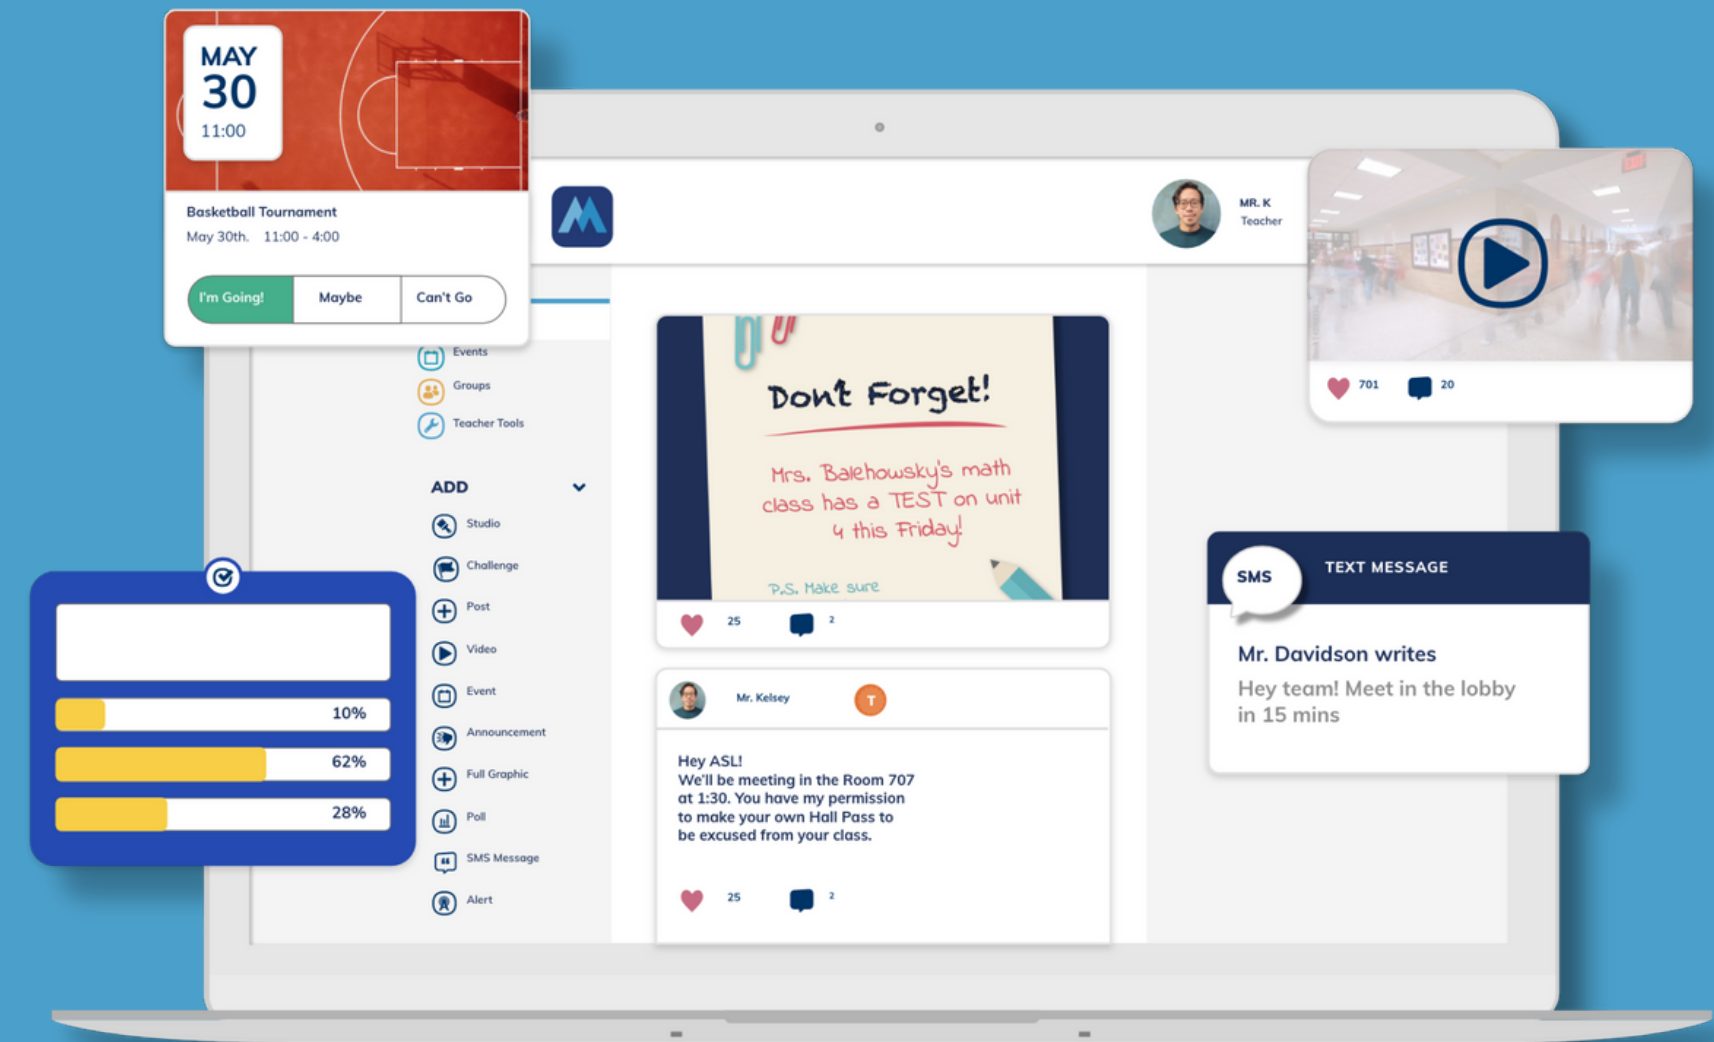 MAY
30
11:00
Basketball Tournament
May 30th. 11:00 - 4:00
I'm Going!
Maybe
Can't Go
MR. K
Teacher
701
20
Events
Groups
Teacher Tools
ADD
Studio
Challenge
Post
Video
Event
Announcement
Full Graphic
Poll
SMS Message
Alert
Don't Forget!
Mrs. Balehowsky's math
class has a TEST on unit
4 this Friday!
P.S. Make sure
25
2
Mr. Kelsey
T
Hey ASL!
We'll be meeting in the Room 707
at 1:30. You have my permission
to make your own Hall Pass to
be excused from your class.
25
2
10%
62%
28%
SMS
TEXT MESSAGE
Mr. Davidson writes
Hey team! Meet in the lobby
in 15 mins